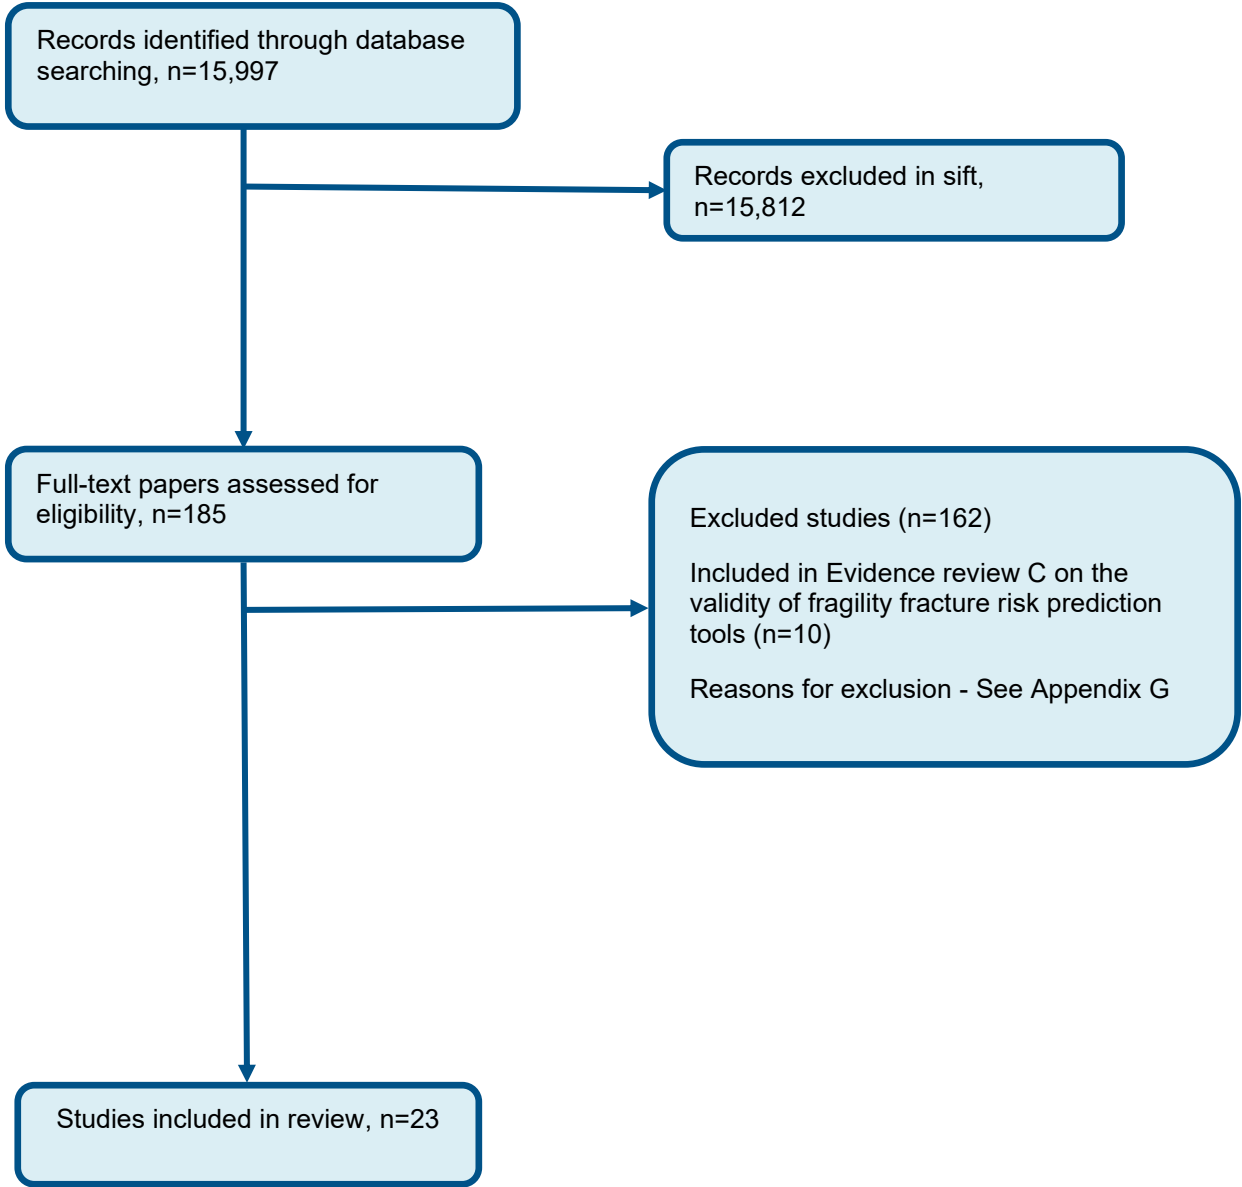 Records identified through database
searching, n=15,997
Records excluded in sift,
n=15,812
Full-text papers assessed for
eligibility, n=185
Excluded studies (n=162)
Included in Evidence review C on the
validity of fragility fracture risk prediction
tools (n=10)
Reasons for exclusion - See Appendix G
Studies included in review, n=23